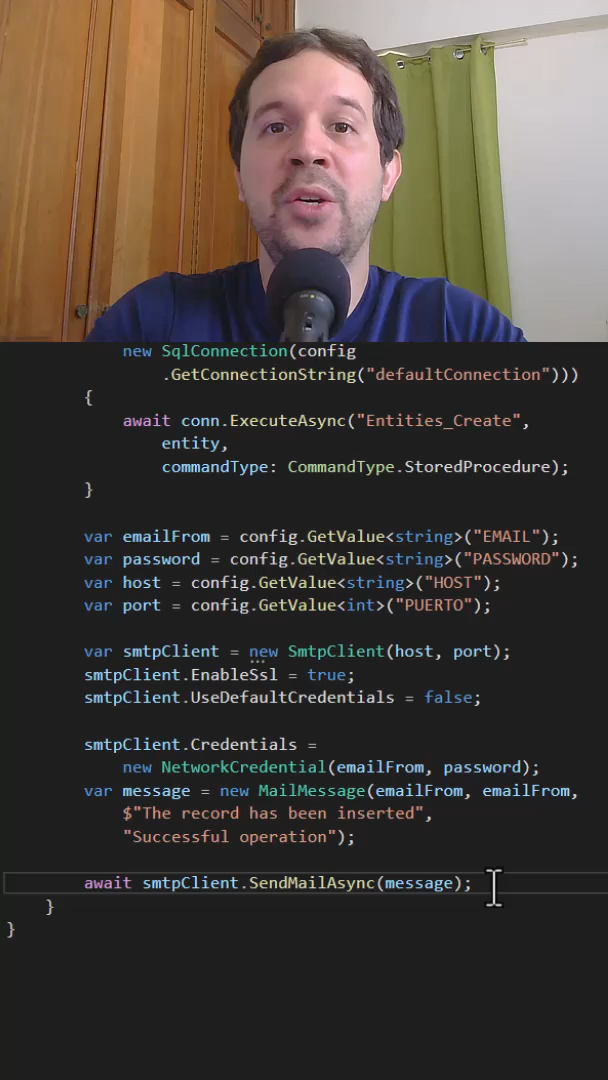 new SqlConnection(config
.GetConnectionString("defaultConnection")))
{
await conn.ExecuteAsync("Entities_Create",
entity,
commandType: CommandType.StoredProcedure);
}
var emailFrom = config.GetValue<string>("EMAIL");
var password = config.GetValue<string>("PASSWORD");
var host = config.GetValue<string>("HOST");
var port = config.GetValue<int>("PUERTO");
var smtpClient = new SmtpClient(host, port);
smtpClient.EnableSsl = true;
smtpClient.UseDefaultCredentials = false;
smtpClient.Credentials =
new NetworkCredential(emailFrom, password);
var message = new MailMessage(emailFrom, emailFrom,
$"The record has been inserted",
"Successful operation");
await smtpClient.SendMailAsync(message);
}
}